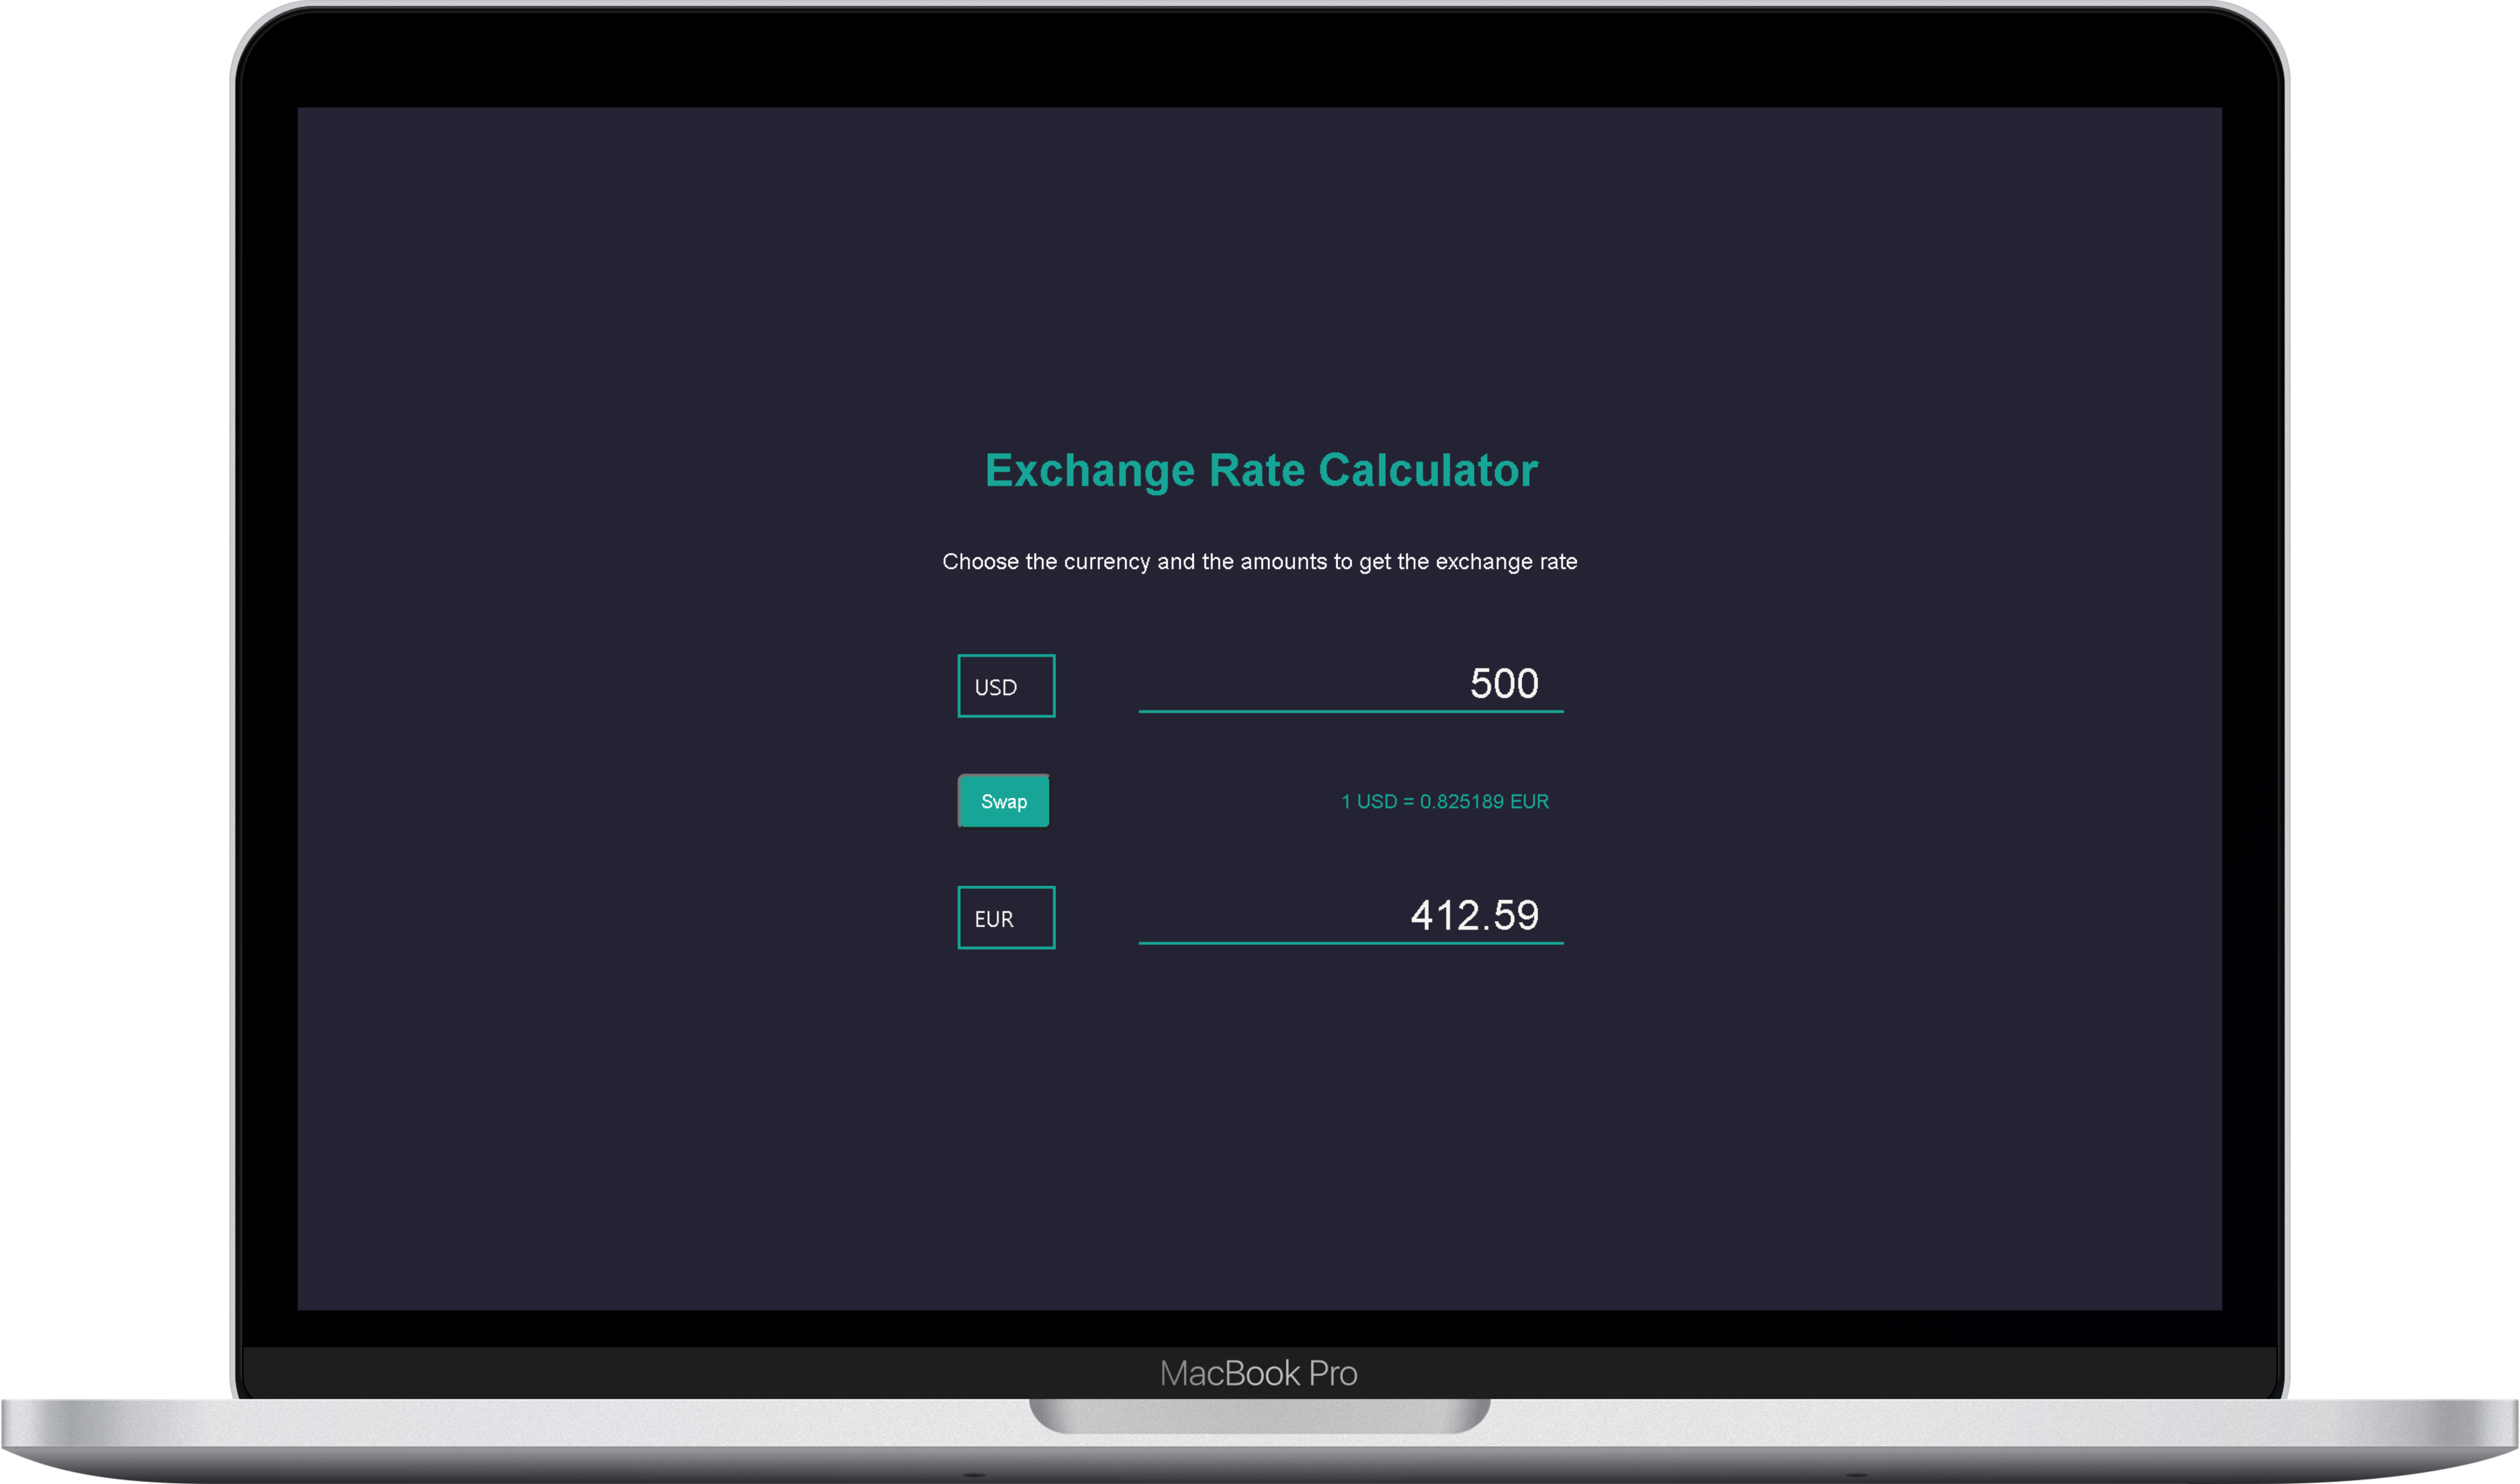 Exchange Rate Calculator
Choose the currency and the amounts to get the exchange rate
USD
500
Swap
1 USD = 0.825189 EUR
EUR
412.59
MacBook Pro